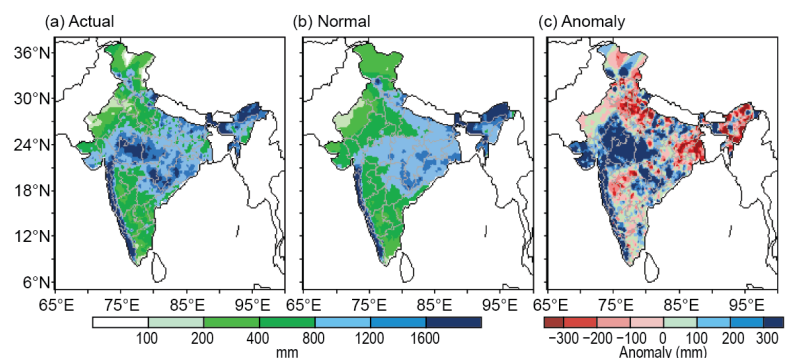 (a) Actual
(b) Normal
(c) Anomaly
36°N
30°N
24°N
18°N
12°N
6°N
65°E 75°E 85°E 95°E
65°E 75°E 85°E 95°E
65°E 75°E 85°E 95°E
100 200 400 800 1200 1600
mm
−300 −200 −100 0 100 200 300
Anomaly (mm)